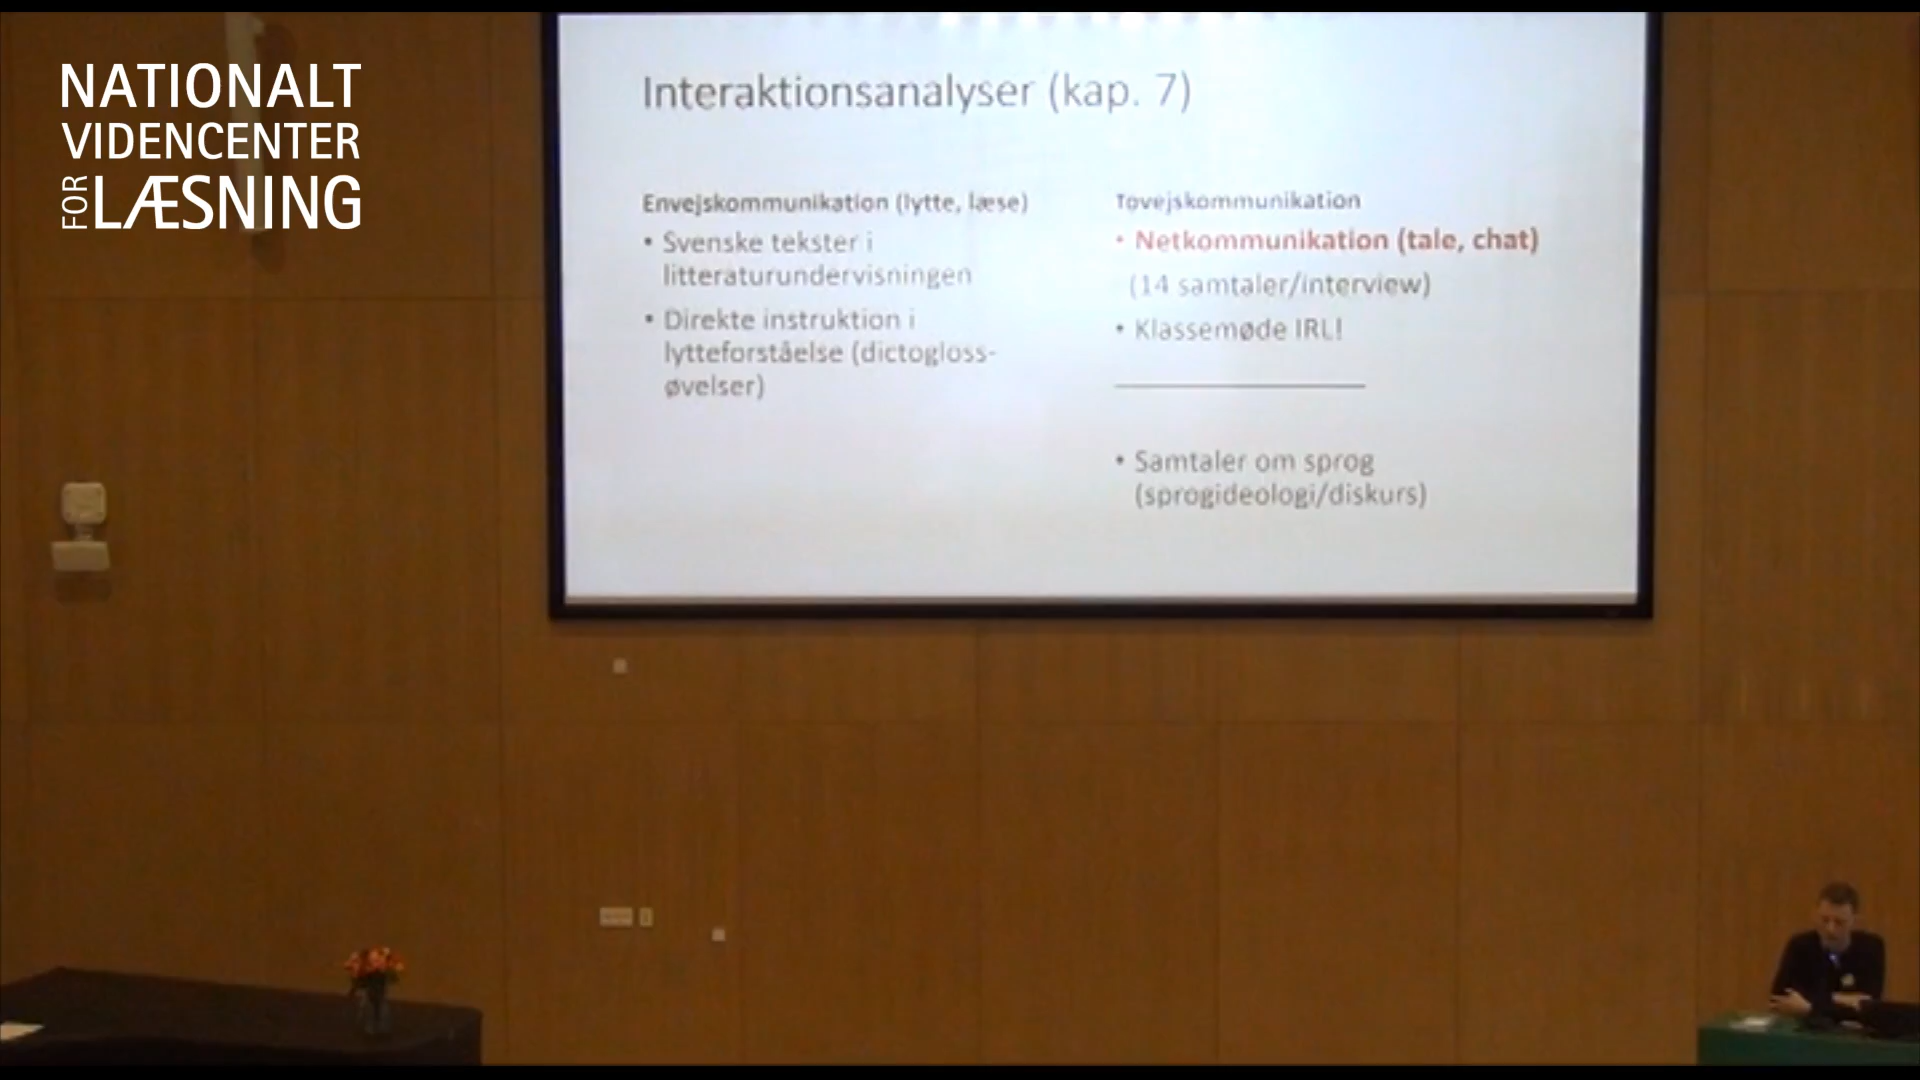 NATIONALT
VIDENCENTER
FOR LÆSNING
Interaktionsanalyser (kap. 7)
Envejskommunikation (lytte, læse)
• Svenske tekster i
litteraturundervisningen
• Direkte instruktion i
lytteforståelse (dictogloss-
øvelser)
Tovejskommunikation
• Netkommunikation (tale, chat)
(14 samtaler/interview)
• Klassemøde IRL!
• Samtaler om sprog
(sprogideologi/diskurs)